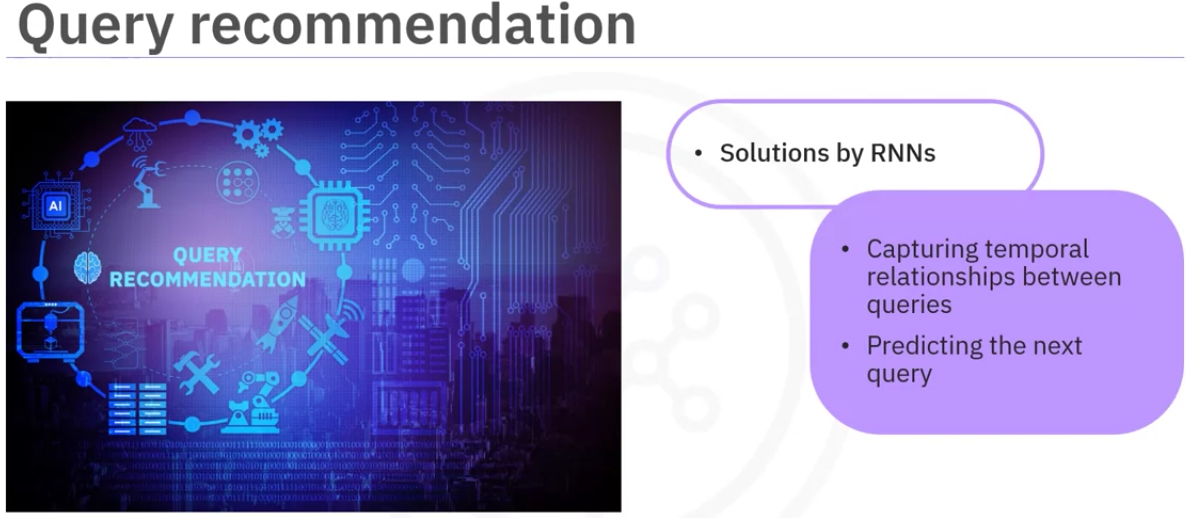 Query recommendation
AI
QUERY
RECOMMENDATION
• Solutions by RNNs
• Capturing temporal
relationships between
queries
• Predicting the next
query